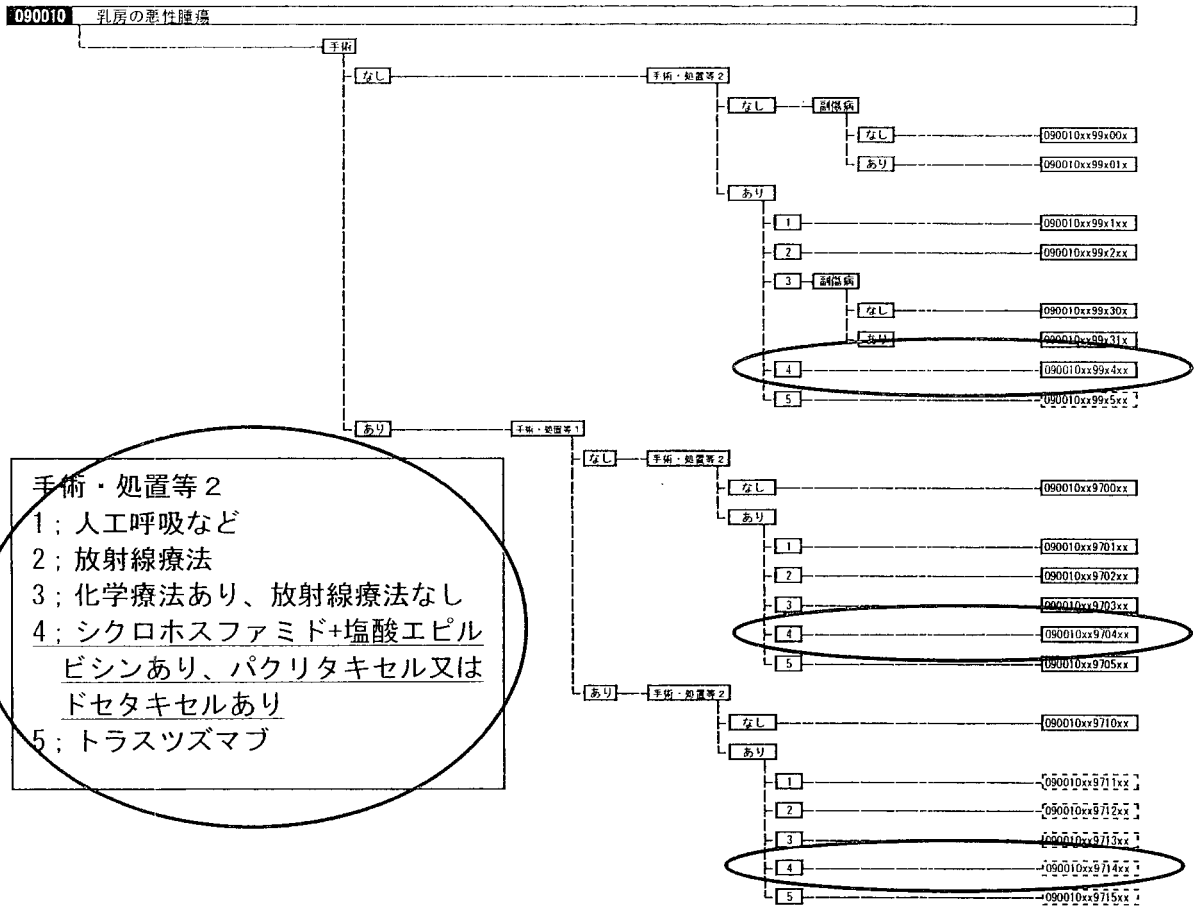 090010 乳房の悪性腫瘍
手術
なし 手術・処置等2
なし 副傷病
なし 090010xx99x00x
あり 090010xx99x01x
あり
1 090010xx99x1xx
2 090010xx99x2xx
3 副傷病
なし 090010xx99x30x
あり 090010xx99x31x
4 090010xx99x4xx
5 090010xx99x5xx
あり 手術・処置等1
なし 手術・処置等2
なし 090010xx9700xx
あり
1 090010xx9701xx
2 090010xx9702xx
3 090010xx9703xx
4 090010xx9704xx
5 090010xx9705xx
あり 手術・処置等2
なし 090010xx9710xx
あり
1 090010xx9711xx
2 090010xx9712xx
3 090010xx9713xx
4 090010xx9714xx
5 090010xx9715xx
手術・処置等2
1;人工呼吸など
2;放射線療法
3;化学療法あり、放射線療法なし
4;シクロホスファミド+塩酸エピル
ビシンあり、パクリタキセル又は
ドセタキセルあり
5;トラスツズマブ